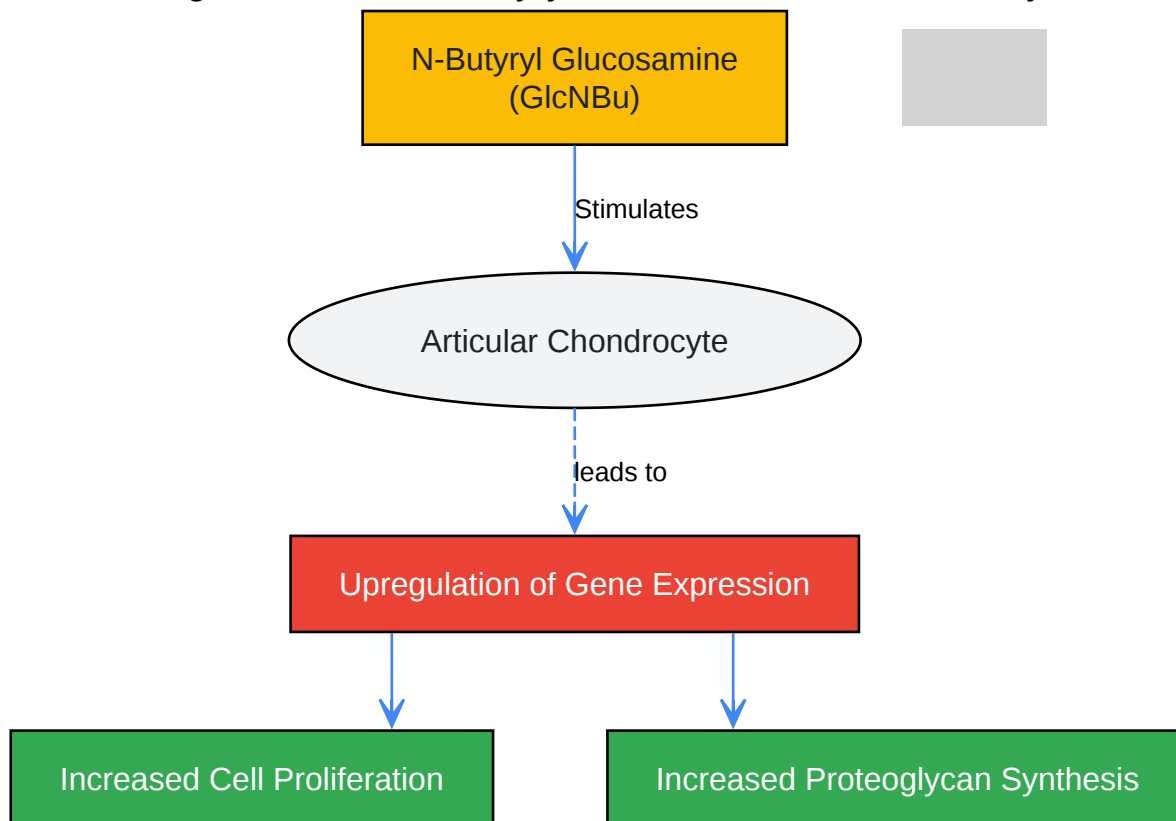 N-Butyryl Glucosamine
(GlcNBu)
Stimulates
Articular Chondrocyte
leads to
Upregulation of Gene Expression
Increased Cell Proliferation
Increased Proteoglycan Synthesis